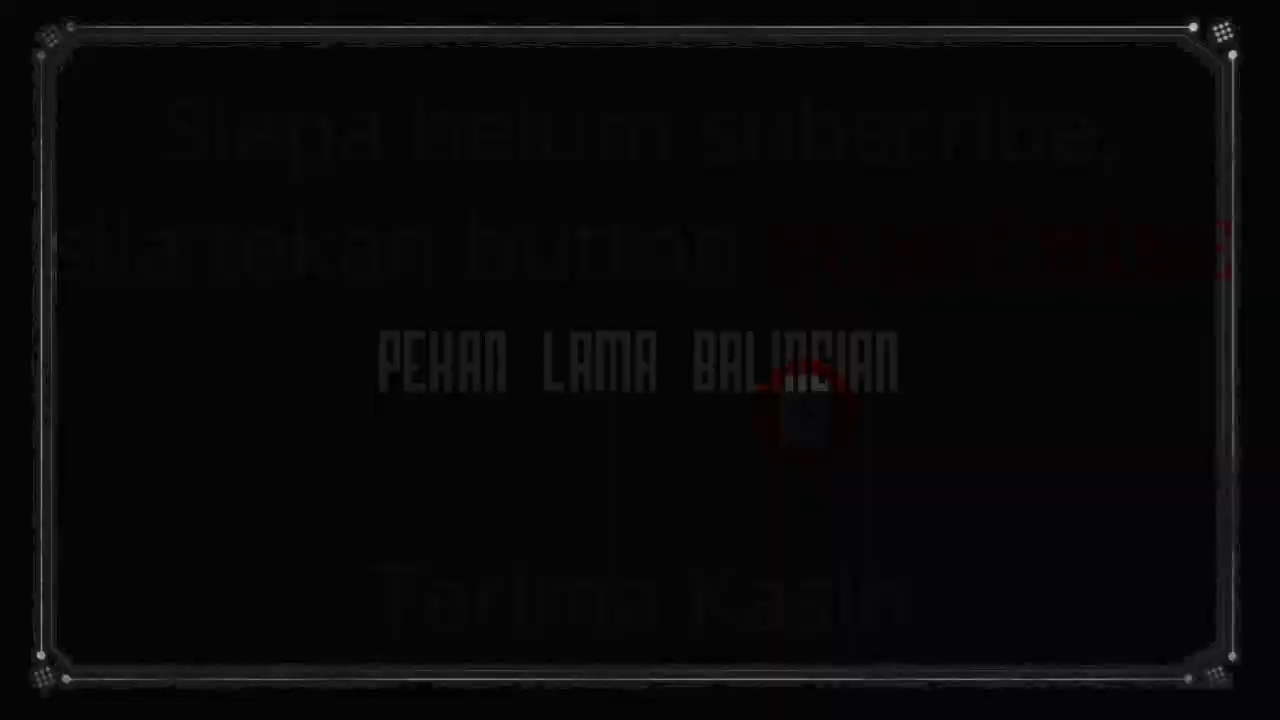 Siapa belum subscribe,
sila tekan button
PEKAN LAMA BALINGIAN
Terima Kasih